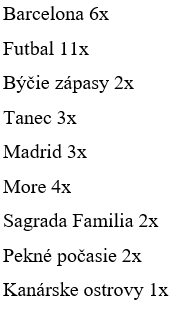 Barcelona 6x
Futbal 11x
Býčie zápasy 2x
Tanec 3x
Madrid 3x
More 4x
Sagrada Familia 2x
Pekné počasie 2x
Kanárske ostrovy 1x